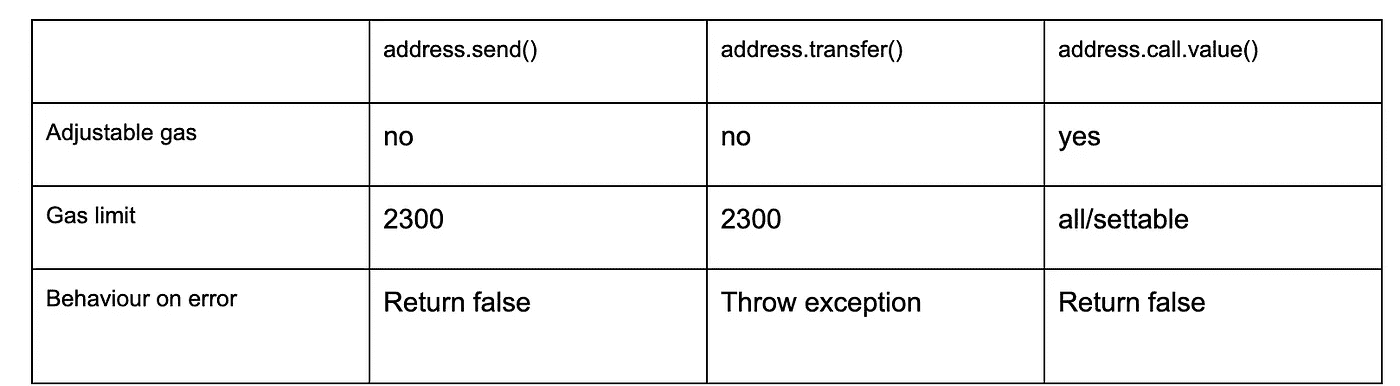 address.send() address.transfer() address.call.value()
Adjustable gas no no yes
Gas limit 2300 2300 all/settable
Behaviour on error Return false Throw exception Return false